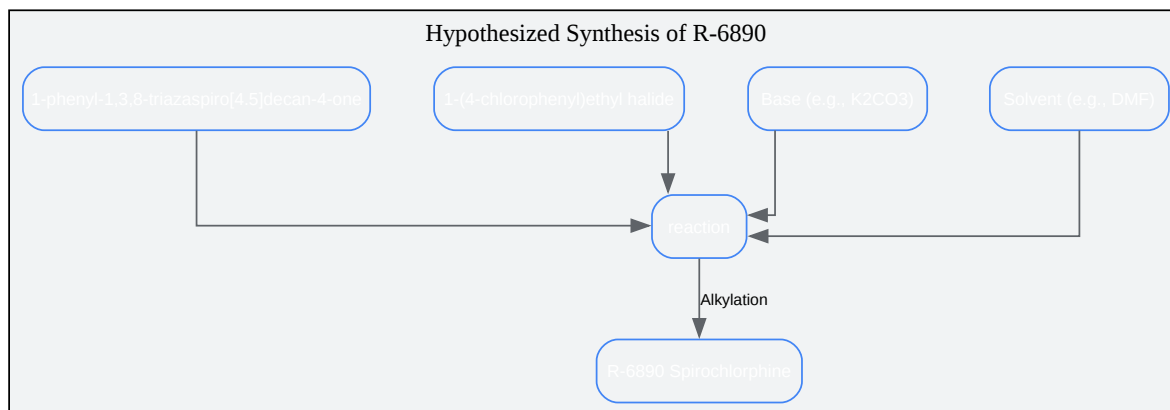 Hypothesized Synthesis of R-6890
1-phenyl-1,3,8-triazaspiro[4.5]decan-4-one
1-(4-chlorophenyl)ethyl halide
Base (e.g., K2CO3)
Solvent (e.g., DMF)
reaction
Alkylation
R-6890 Spirochlorphine